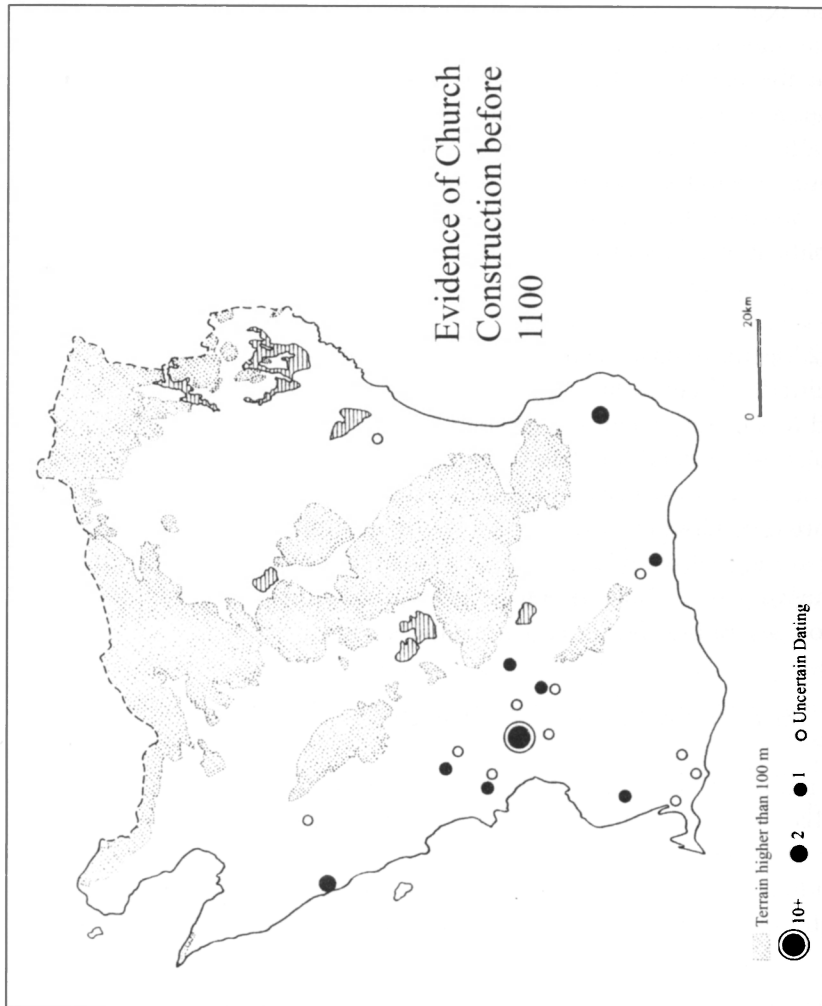 Evidence of Church
Construction before
1100
0 20km
Terrain higher than 100 m
10+ 2 1 Uncertain Dating